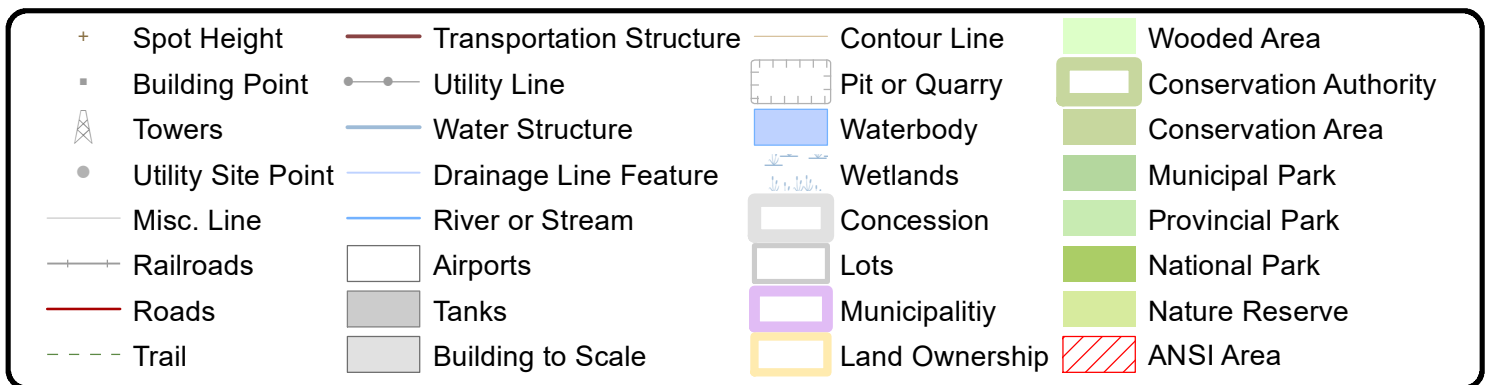 Spot Height
Building Point
Towers
Utility Site Point
Misc. Line
Railroads
Roads
Trail
Transportation Structure
Utility Line
Water Structure
Drainage Line Feature
River or Stream
Airports
Tanks
Building to Scale
Contour Line
Pit or Quarry
Waterbody
Wetlands
Concession
Lots
Municipalitiy
Land Ownership
Wooded Area
Conservation Authority
Conservation Area
Municipal Park
Provincial Park
National Park
Nature Reserve
ANSI Area